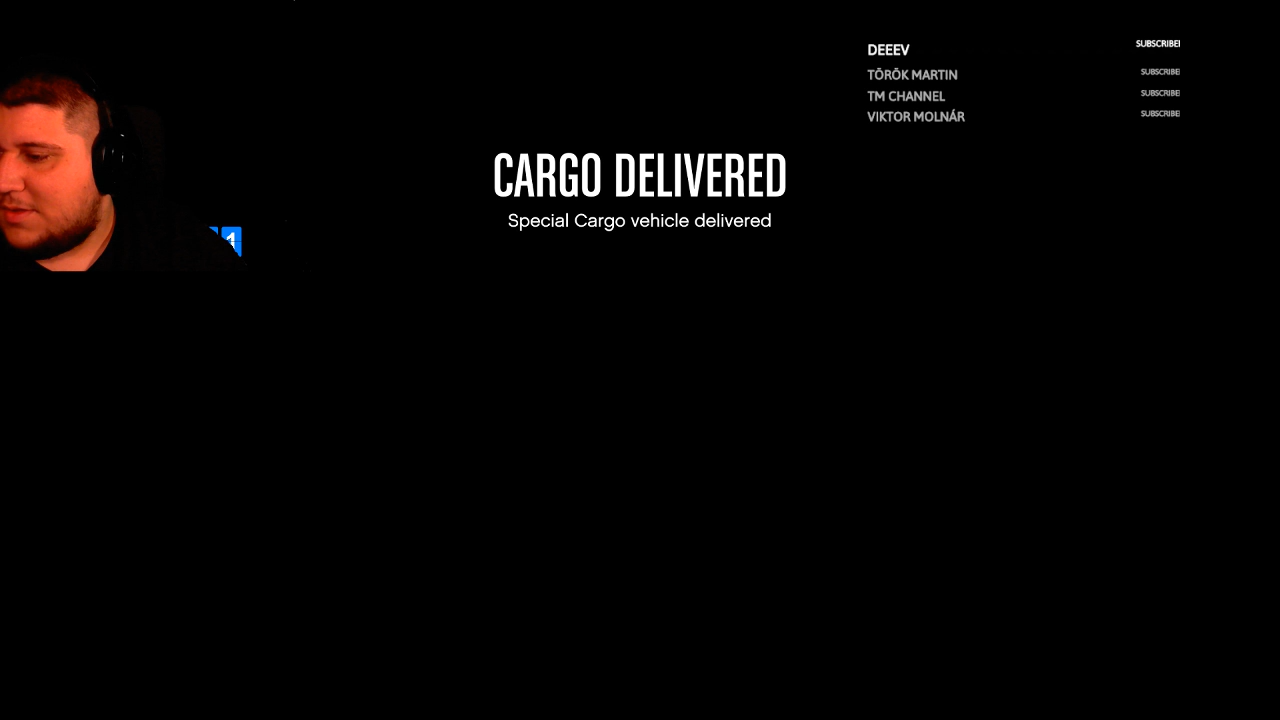 DEEEV SUBSCRIBE
TÖRÖK MARTIN SUBSCRIBE
TM CHANNEL SUBSCRIBE
VIKTOR MOLNÁR SUBSCRIBE
CARGO DELIVERED
Special Cargo vehicle delivered